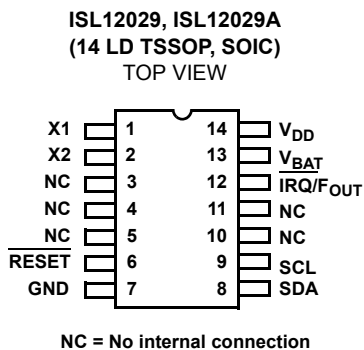 ISL12029, ISL12029A
(14 LD TSSOP, SOIC)
TOP VIEW
X1 1 14 VDD
X2 2 13 VBAT
NC 3 12 IRQ/FOUT
NC 4 11 NC
NC 5 10 NC
RESET 6 9 SCL
GND 7 8 SDA
NC = No internal connection